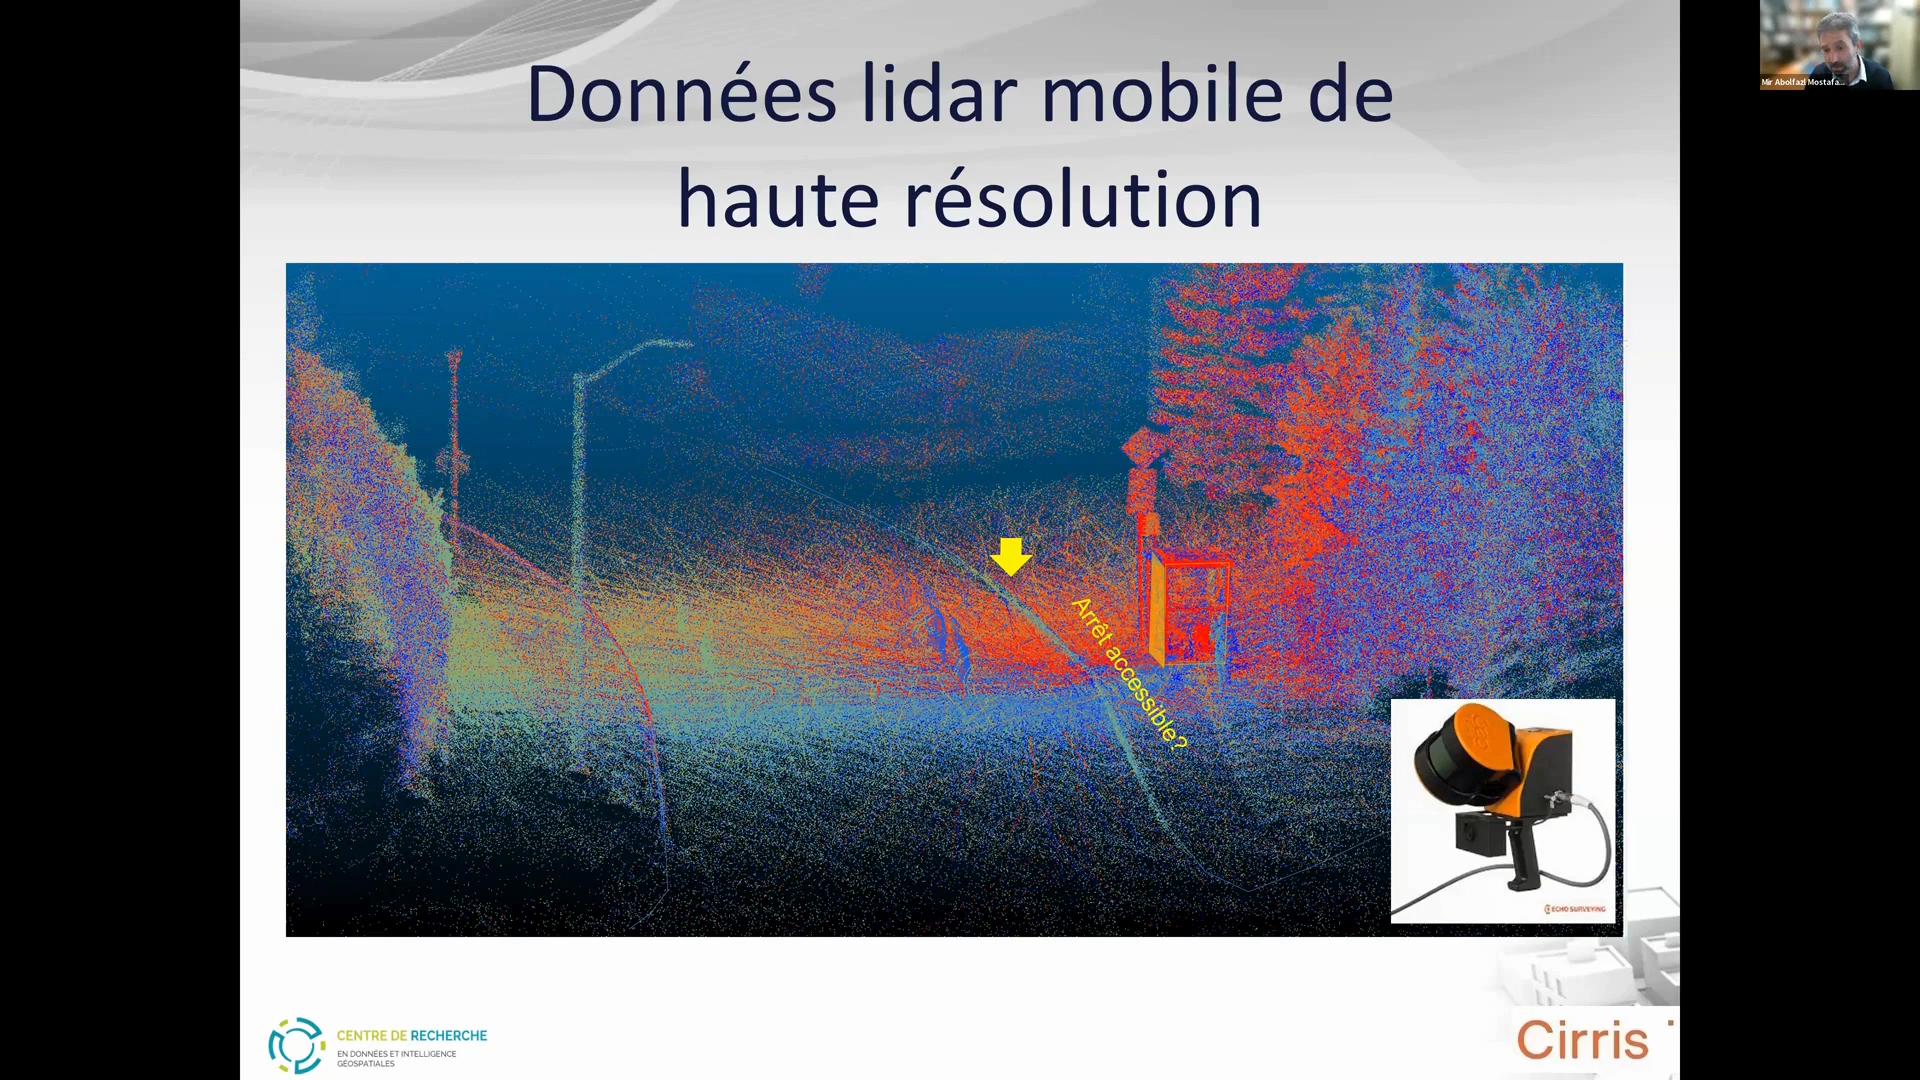 Données lidar mobile de
haute résolution
Mir Abolfazl Mostafa...
Arrêt accessible?
ECHO SURVEYING
CENTRE DE RECHERCHE
EN DONNÉES ET INTELLIGENCE
GÉOSPATIALES
Cirris